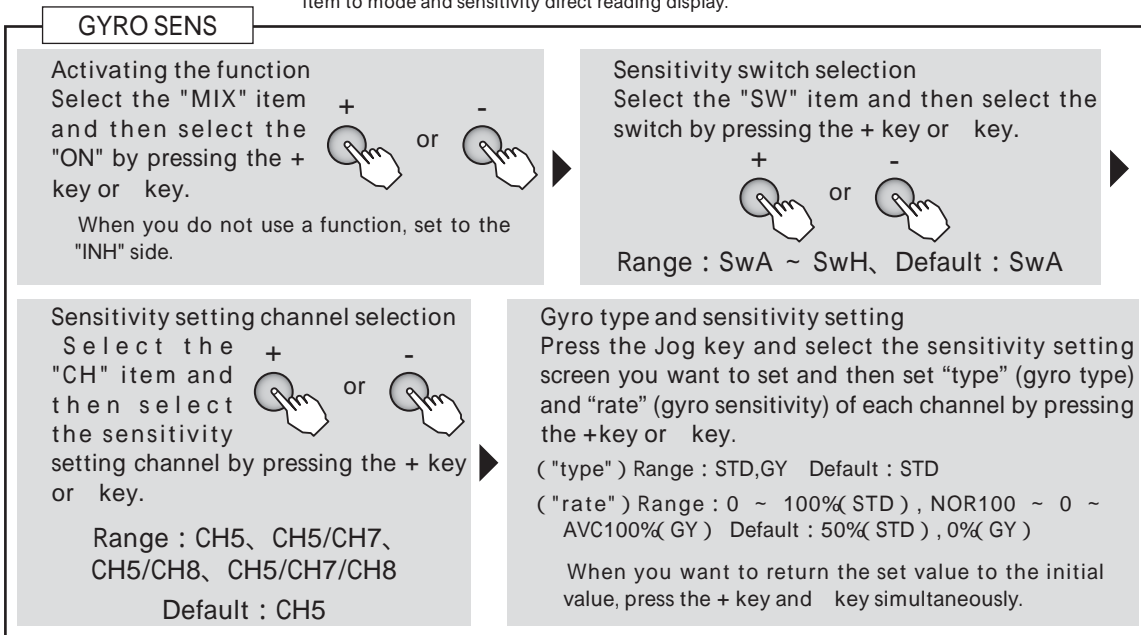 item to mode and sensitivity direct reading display.
GYRO SENS
Activating the function
Select the "MIX" item
and then select the
"ON" by pressing the +
key or key.
+ or -
When you do not use a function, set to the
"INH" side.
Sensitivity switch selection
Select the "SW" item and then select the
switch by pressing the + key or key.
+ or -
Range：SwA ~ SwH、Default：SwA
Sensitivity setting channel selection
Select the
"CH" item and
then select
the sensitivity
setting channel by pressing the + key
or key.
+ or -
Range：CH5、CH5/CH7、
CH5/CH8、CH5/CH7/CH8
Default：CH5
Gyro type and sensitivity setting
Press the Jog key and select the sensitivity setting
screen you want to set and then set “type” (gyro type)
and “rate” (gyro sensitivity) of each channel by pressing
the +key or key.
("type") Range：STD,GY Default：STD
("rate") Range：0 ~ 100%(STD), NOR100 ~ 0 ~
AVC100%(GY) Default：50%(STD), 0%(GY)
When you want to return the set value to the initial
value, press the + key and key simultaneously.